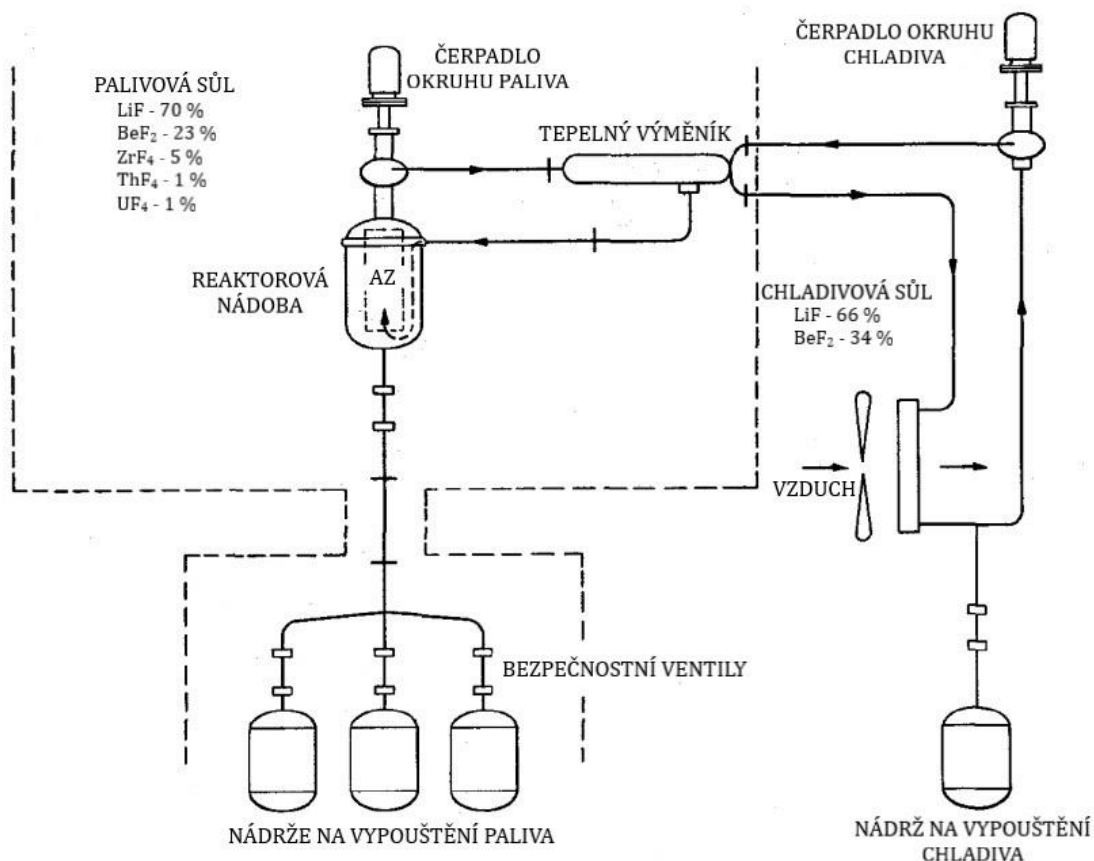 ČERPADLO
OKRUHU PALIVA
ČERPADLO OKRUHU
CHLADIVA
PALIVOVÁ SŮL
LiF - 70 %
BeF₂ - 23 %
ZrF₄ - 5 %
ThF₄ - 1 %
UF₄ - 1 %
TEPELNÝ VÝMĚNÍK
REAKTOROVÁ
NÁDOBA
AZ
CHLADIVOVÁ SŮL
LiF - 66 %
BeF₂ - 34 %
VZDUCH
BEZPEČNOSTNÍ VENTILY
NÁDRŽE NA VYPOUŠTĚNÍ PALIVA
NÁDRŽ NA VYPOUŠTĚNÍ
CHLADIVA